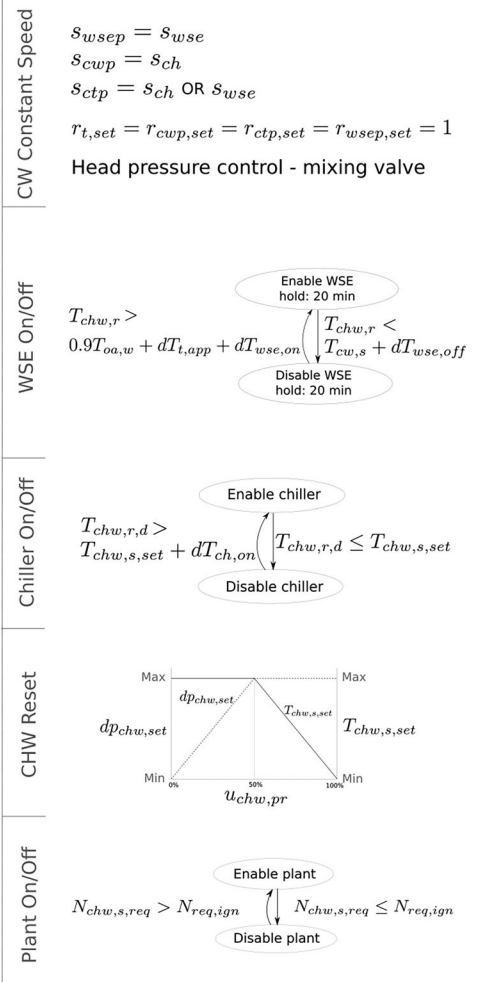 CW Constant Speed
s_{wsep} = s_{wse}
s_{cwp} = s_{ch}
s_{ctp} = s_{ch} OR s_{wse}
r_{t,set} = r_{cwp,set} = r_{ctp,set} = r_{wsep,set} = 1
Head pressure control - mixing valve
WSE On/Off
Enable WSE
hold: 20 min
T_{chw,r} >
0.9T_{oa,w} + dT_{t,app} + dT_{wse,on}
T_{chw,r} <
T_{cw,s} + dT_{wse,off}
Disable WSE
hold: 20 min
Chiller On/Off
Enable chiller
T_{chw,r,d} >
T_{chw,s,set} + dT_{ch,on}
T_{chw,r,d} ≤ T_{chw,s,set}
Disable chiller
CHW Reset
Max
Max
dp_{chw,set}
T_{chw,s,set}
dp_{chw,set}
T_{chw,s,set}
Min
Min
0%
50%
100%
u_{chw,pr}
Plant On/Off
Enable plant
N_{chw,s,req} > N_{req,ign}
N_{chw,s,req} ≤ N_{req,ign}
Disable plant